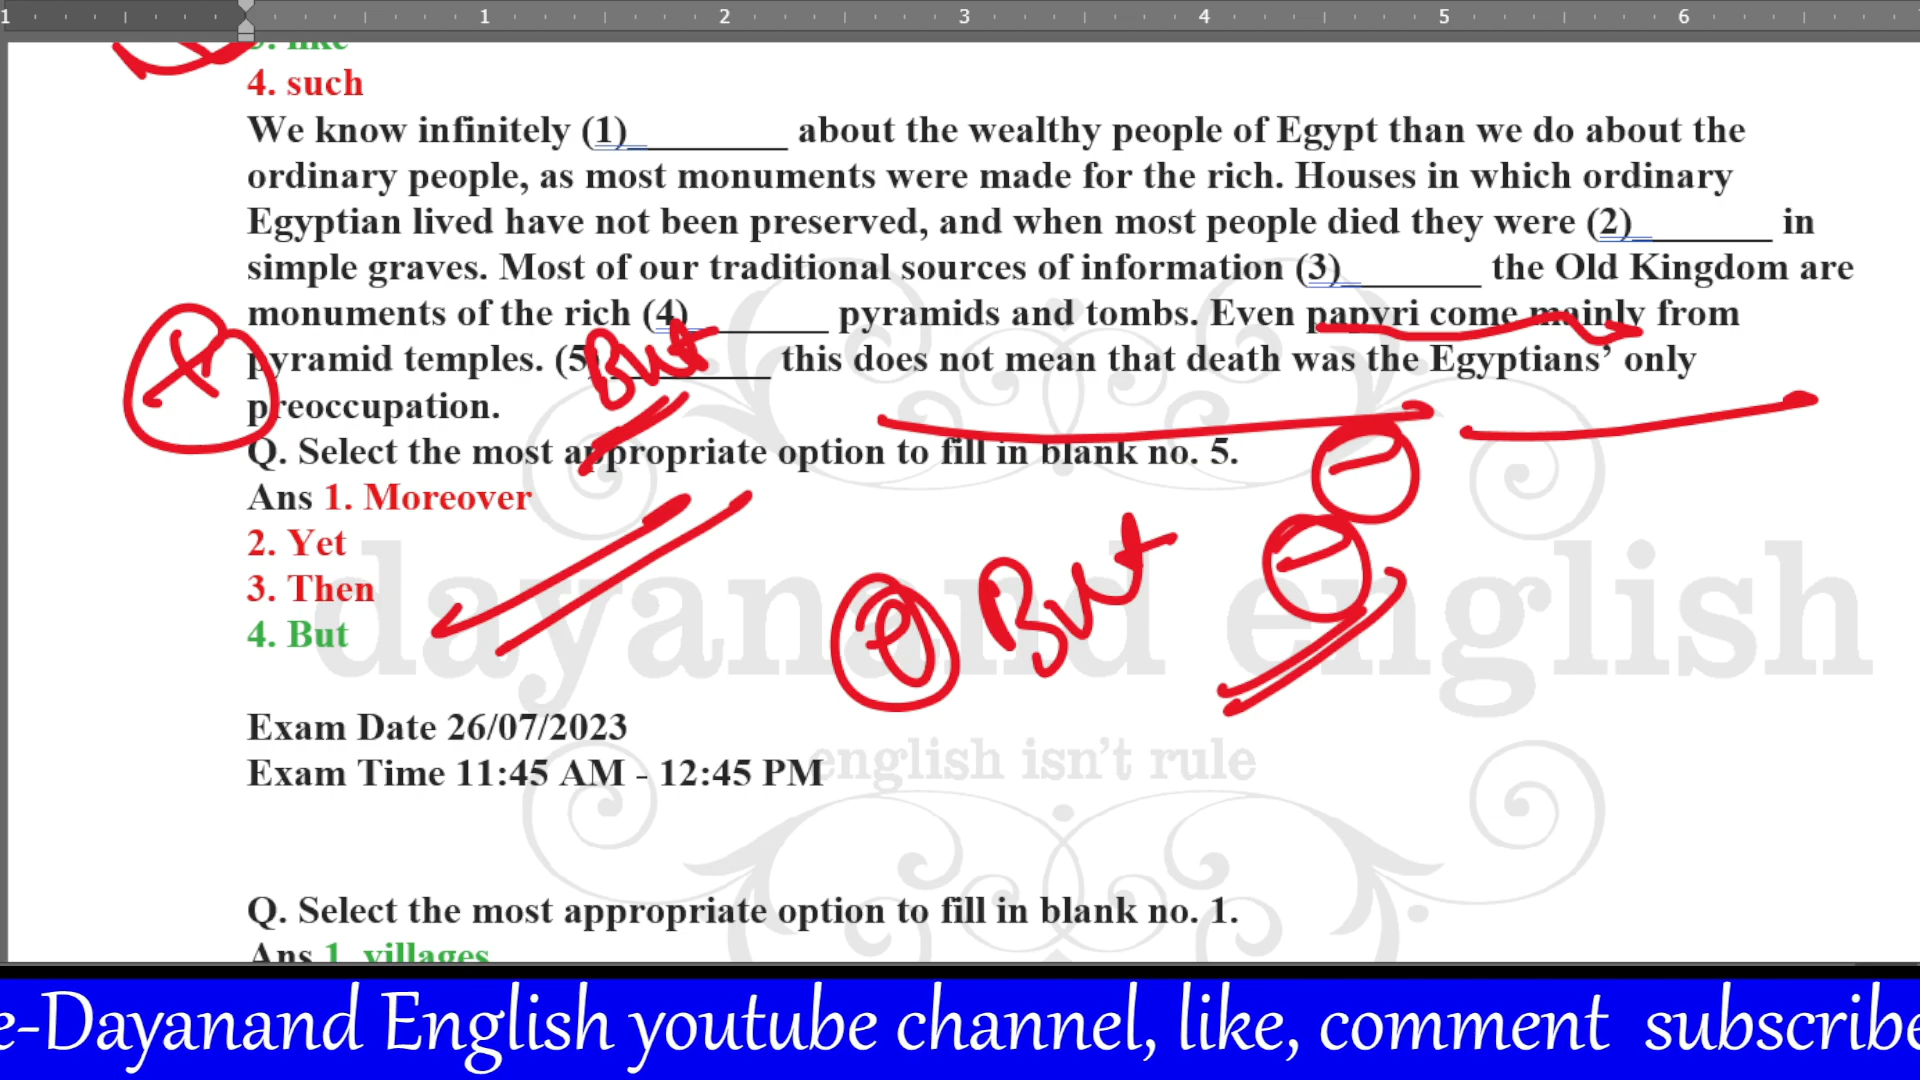 1 1 2 3 4 5 6
3. like
4. such
We know infinitely (1)________ about the wealthy people of Egypt than we do about the
ordinary people, as most monuments were made for the rich. Houses in which ordinary
Egyptian lived have not been preserved, and when most people died they were (2)_______ in
simple graves. Most of our traditional sources of information (3)_______ the Old Kingdom are
monuments of the rich (4)_______ pyramids and tombs. Even papyri come mainly from
pyramid temples. (5)________ this does not mean that death was the Egyptians’ only
But
preoccupation.
Q. Select the most appropriate option to fill in blank no. 5.
Ans 1. Moreover
2. Yet
3. Then
4. But
But
dayanand english
english isn’t rule
Exam Date 26/07/2023
Exam Time 11:45 AM - 12:45 PM
Q. Select the most appropriate option to fill in blank no. 1.
Ans 1. villages
e-Dayanand English youtube channel, like, comment subscribe